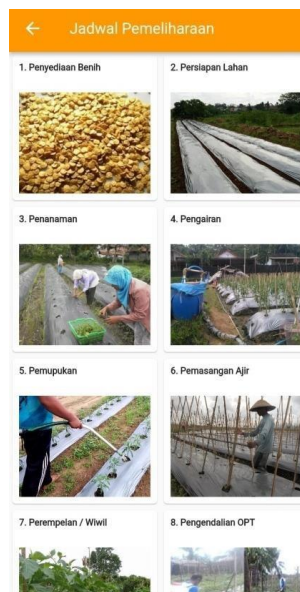 Jadwal Pemeliharaan
1. Penyediaan Benih
2. Persiapan Lahan
3. Penanaman
4. Pengairan
5. Pemupukan
6. Pemasangan Ajir
7. Perempelan / Wiwil
8. Pengendalian OPT